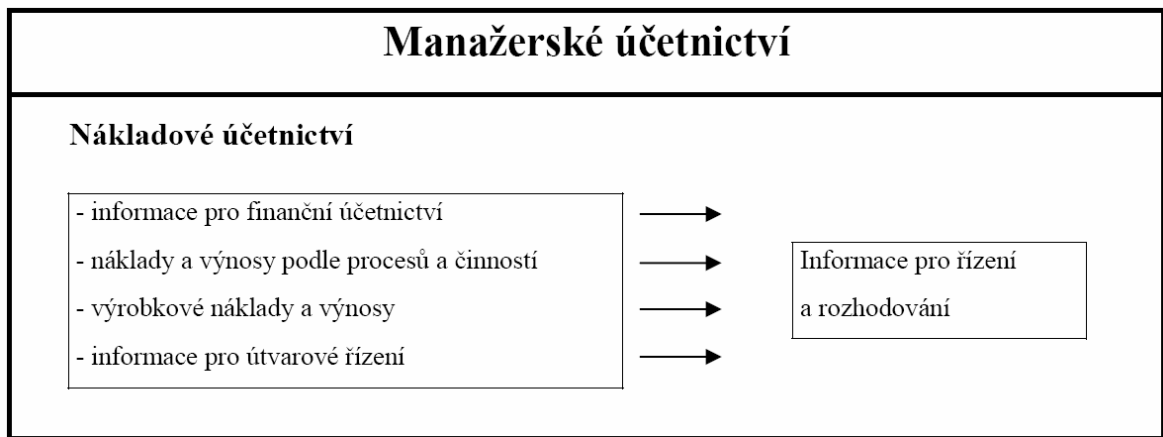 Manažerské účetnictví
Nákladové účetnictví
- informace pro finanční účetnictví
- náklady a výnosy podle procesů a činností
- výrobkové náklady a výnosy
- informace pro útvarové řízení
Informace pro řízení
a rozhodování